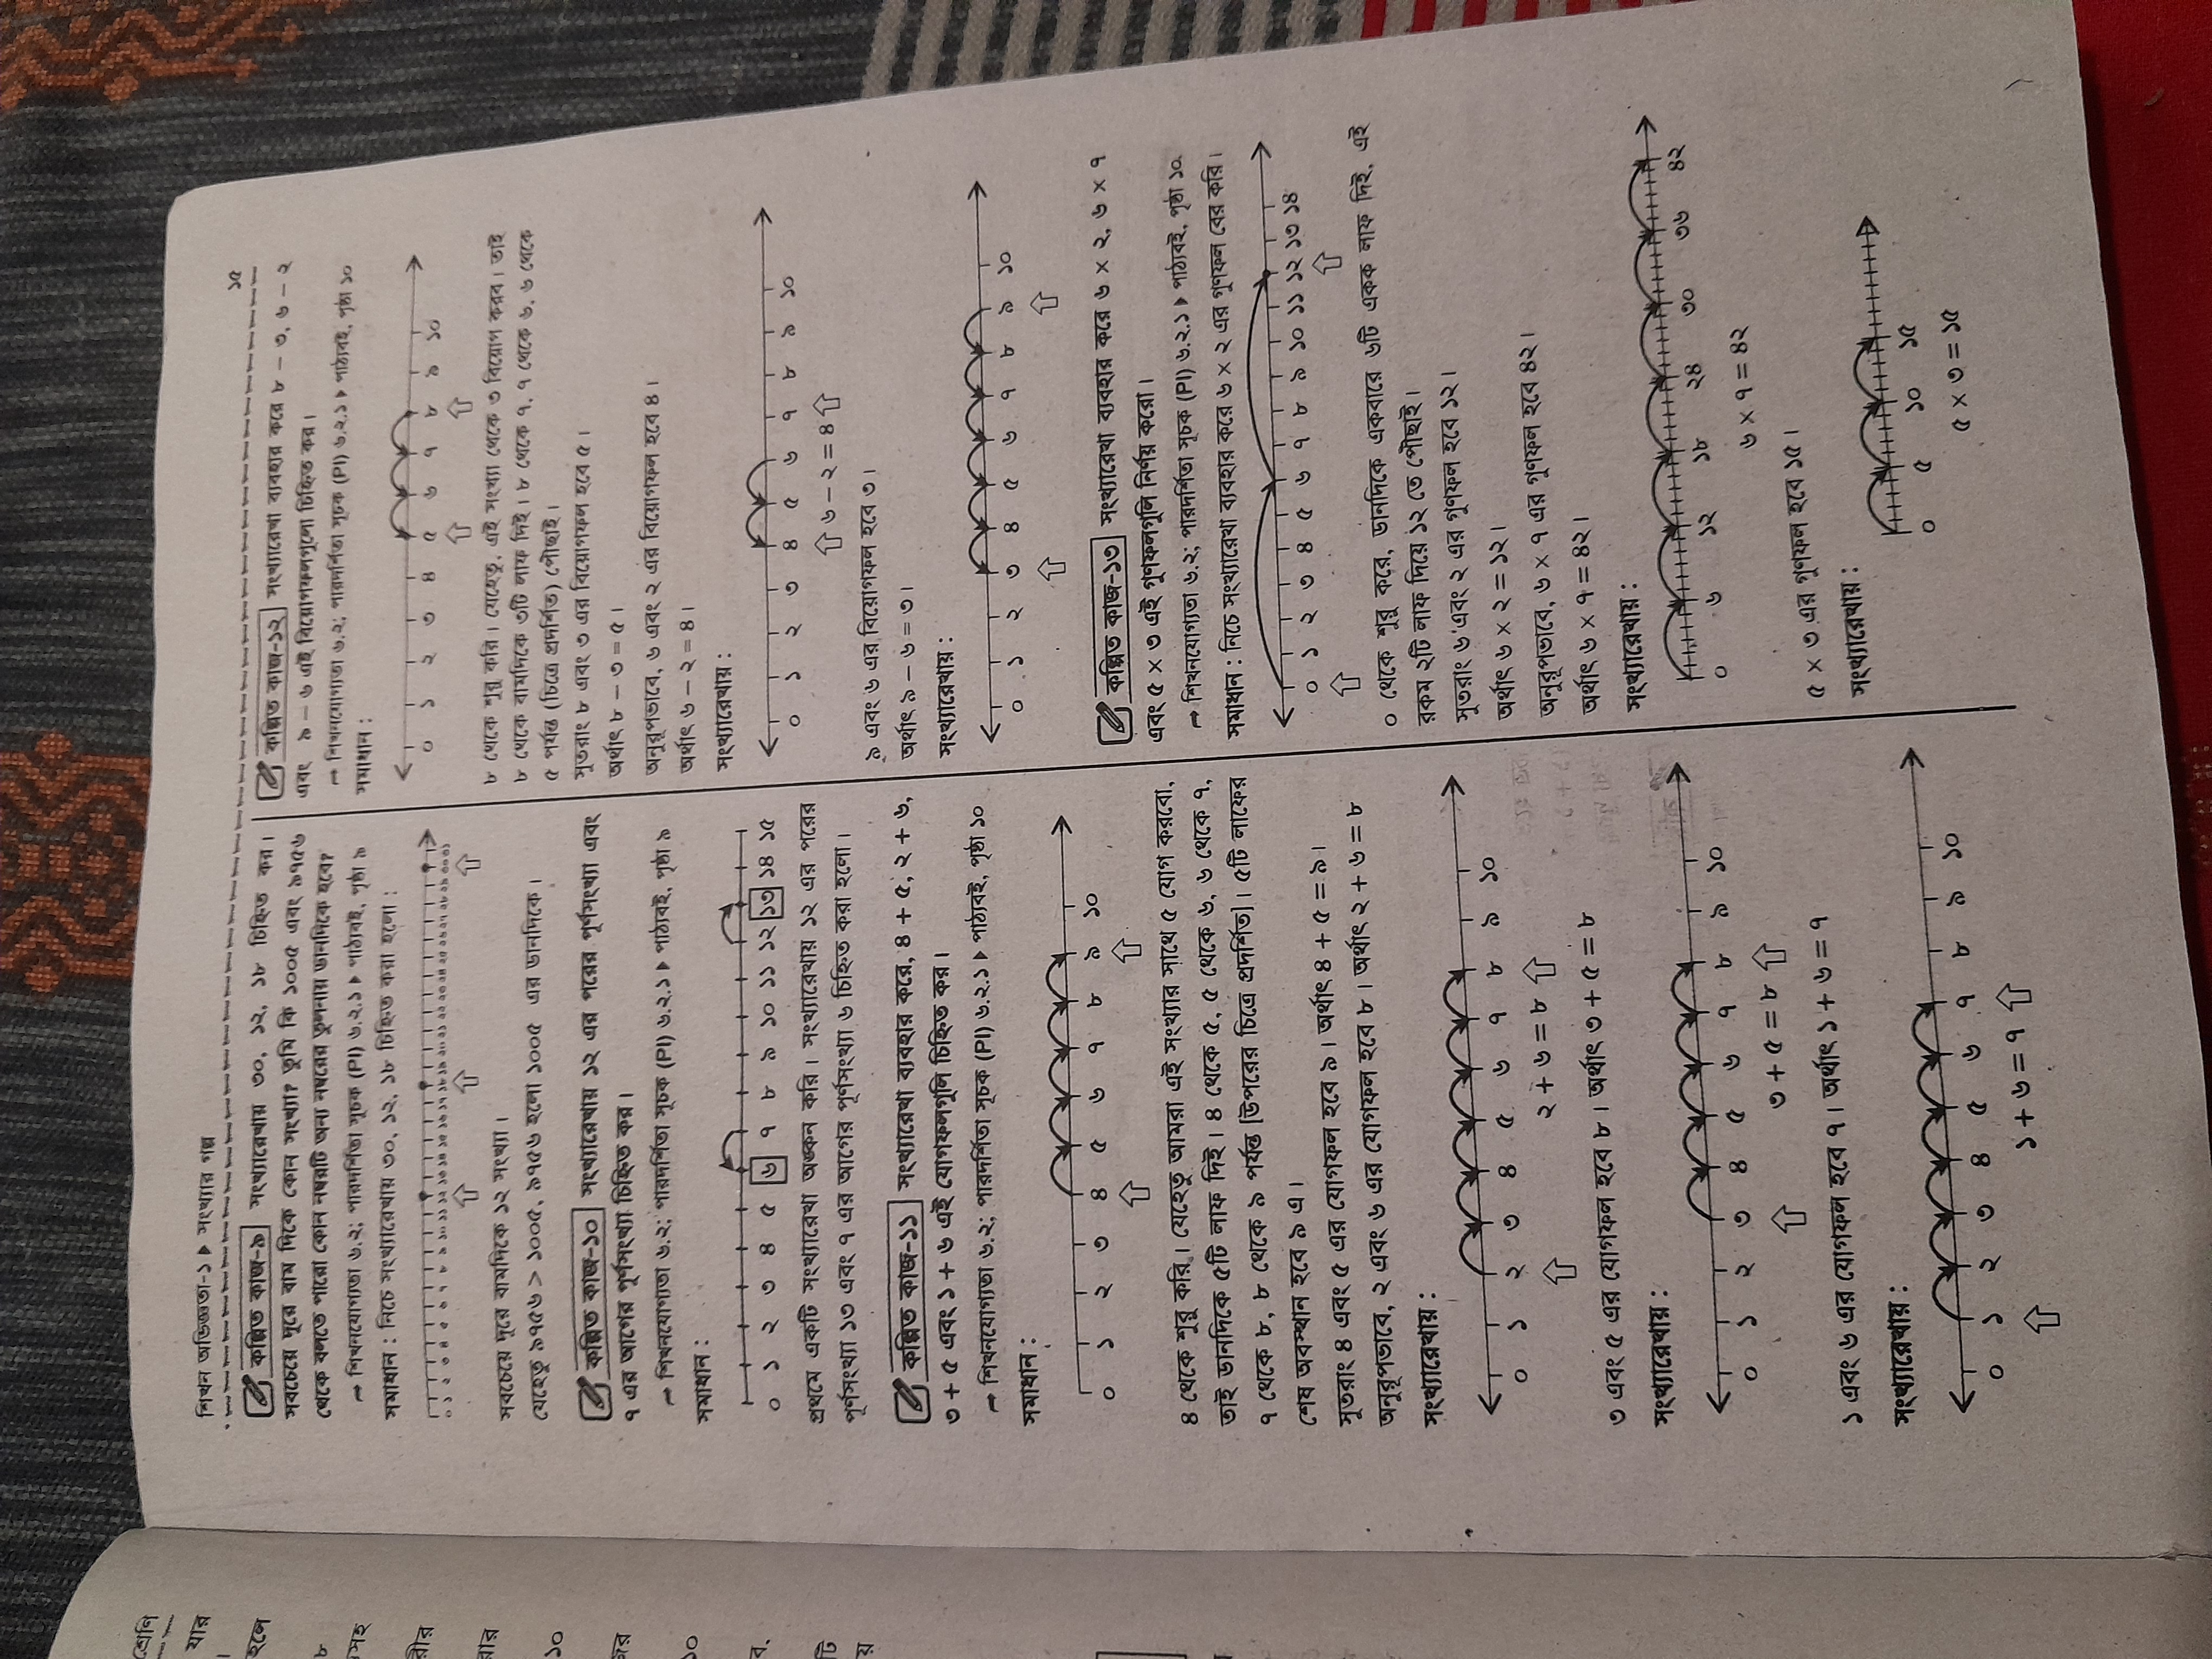 শ্রেণি
যার
।
হলে
৮
সহ
রীর
রার
১০
১০
ব.
টি
য়
শিখন অভিজ্ঞতা-১ ▶ সংখ্যার গল্প
১৫
কল্পিত কাজ-৯ সংখ্যারেখায় ৩০, ১২, ১৮ চিহ্নিত কর।
সবচেয়ে দূরে বাম দিকে কোন সংখ্যা? তুমি কি ১০০৫ এবং ৯৭৫৬
থেকে বলতে পারো কোন নম্বরটি অন্য নম্বরের তুলনায় ডানদিকে হবে?
➡ শিখনযোগ্যতা ৬.২; পারদর্শিতা সূচক (PI) ৬.২.১ ▶ পাঠ্যবই, পৃষ্ঠা ৯
সমাধান : নিচে সংখ্যারেখায় ৩০, ১২, ১৮ চিহ্নিত করা হলো :
০ ১ ২ ৩ ৪ ৫ ৬ ৭ ৮ ৯ ১০ ১১ ১২ ১৩ ১৪ ১৫ ১৬ ১৭ ১৮ ১৯ ২০ ২১ ২২ ২৩ ২৪ ২৫ ২৬ ২৭ ২৮ ২৯ ৩০ ৩১
সবচেয়ে দূরে বামদিকে ১২ সংখ্যা।
যেহেতু ৯৭৫৬ > ১০০৫, ৯৭৫৬ হলো ১০০৫ এর ডানদিকে।
কল্পিত কাজ-১০ সংখ্যারেখায় ১২ এর পরের পূর্ণসংখ্যা এবং
৭ এর আগের পূর্ণসংখ্যা চিহ্নিত কর।
➡ শিখনযোগ্যতা ৬.২; পারদর্শিতা সূচক (PI) ৬.২.১ ▶ পাঠ্যবই, পৃষ্ঠা ৯
সমাধান :
০ ১ ২ ৩ ৪ ৫ ৬ ৭ ৮ ৯ ১০ ১১ ১২ ১৩ ১৪ ১৫
প্রথমে একটি সংখ্যারেখা অঙ্কন করি। সংখ্যারেখায় ১২ এর পরের
পূর্ণসংখ্যা ১৩ এবং ৭ এর আগের পূর্ণসংখ্যা ৬ চিহ্নিত করা হলো।
কল্পিত কাজ-১১ সংখ্যারেখা ব্যবহার করে, ৪ + ৫, ২ + ৬,
৩ + ৫ এবং ১ + ৬ এই যোগফলগুলি চিহ্নিত কর।
➡ শিখনযোগ্যতা ৬.২; পারদর্শিতা সূচক (PI) ৬.২.১ ▶ পাঠ্যবই, পৃষ্ঠা ১০
সমাধান :
০ ১ ২ ৩ ৪ ৫ ৬ ৭ ৮ ৯ ১০
৪ থেকে শুরু করি। যেহেতু আমরা এই সংখ্যার সাথে ৫ যোগ করবো,
তাই ডানদিকে ৫টি লাফ দিই। ৪ থেকে ৫, ৫ থেকে ৬, ৬ থেকে ৭,
৭ থেকে ৮, ৮ থেকে ৯ পর্যন্ত [উপরের চিত্রে প্রদর্শিত]। ৫টি লাফের
শেষ অবস্থান হবে ৯ এ।
সুতরাং ৪ এবং ৫ এর যোগফল হবে ৯। অর্থাৎ ৪ + ৫ = ৯।
অনুরূপভাবে, ২ এবং ৬ এর যোগফল হবে ৮। অর্থাৎ ২ + ৬ = ৮
সংখ্যারেখায় :
০ ১ ২ ৩ ৪ ৫ ৬ ৭ ৮ ৯ ১০
২ + ৬ = ৮
৩ এবং ৫ এর যোগফল হবে ৮। অর্থাৎ ৩ + ৫ = ৮
সংখ্যারেখায় :
০ ১ ২ ৩ ৪ ৫ ৬ ৭ ৮ ৯ ১০
৩ + ৫ = ৮
১ এবং ৬ এর যোগফল হবে ৭। অর্থাৎ ১ + ৬ = ৭
সংখ্যারেখায় :
০ ১ ২ ৩ ৪ ৫ ৬ ৭ ৮ ৯ ১০
১ + ৬ = ৭
কল্পিত কাজ-১২ সংখ্যারেখা ব্যবহার করে ৮ – ৩, ৬ – ২
এবং ৯ – ৬ এই বিয়োগফলগুলো চিহ্নিত কর।
➡ শিখনযোগ্যতা ৬.২; পারদর্শিতা সূচক (PI) ৬.২.১ ▶ পাঠ্যবই, পৃষ্ঠা ১০
সমাধান :
০ ১ ২ ৩ ৪ ৫ ৬ ৭ ৮ ৯ ১০
৮ থেকে শুরু করি। যেহেতু, এই সংখ্যা থেকে ৩ বিয়োগ করব। তাই
৮ থেকে বামদিকে ৩টি লাফ দিই। ৮ থেকে ৭, ৭ থেকে ৬, ৬ থেকে
৫ পর্যন্ত (চিত্রে প্রদর্শিত) পৌঁছাই।
সুতরাং ৮ এবং ৩ এর বিয়োগফল হবে ৫।
অর্থাৎ ৮ – ৩ = ৫।
অনুরূপভাবে, ৬ এবং ২ এর বিয়োগফল হবে ৪।
অর্থাৎ ৬ – ২ = ৪।
সংখ্যারেখায় :
০ ১ ২ ৩ ৪ ৫ ৬ ৭ ৮ ৯ ১০
৬ – ২ = ৪
৯ এবং ৬ এর বিয়োগফল হবে ৩।
অর্থাৎ ৯ – ৬ = ৩।
সংখ্যারেখায় :
০ ১ ২ ৩ ৪ ৫ ৬ ৭ ৮ ৯ ১০
কল্পিত কাজ-১৩ সংখ্যারেখা ব্যবহার করে ৬ × ২, ৬ × ৭
এবং ৫ × ৩ এই গুণফলগুলি নির্ণয় করো।
➡ শিখনযোগ্যতা ৬.২; পারদর্শিতা সূচক (PI) ৬.২.১ ▶ পাঠ্যবই, পৃষ্ঠা ১০
সমাধান : নিচে সংখ্যারেখা ব্যবহার করে ৬ × ২ এর গুণফল বের করি।
০ ১ ২ ৩ ৪ ৫ ৬ ৭ ৮ ৯ ১০ ১১ ১২ ১৩ ১৪
০ থেকে শুরু করে, ডানদিকে একবারে ৬টি একক লাফ দিই, এই
রকম ২টি লাফ দিয়ে ১২ তে পৌঁছাই।
সুতরাং ৬ এবং ২ এর গুণফল হবে ১২।
অর্থাৎ ৬ × ২ = ১২।
অনুরূপভাবে, ৬ × ৭ এর গুণফল হবে ৪২।
অর্থাৎ ৬ × ৭ = ৪২।
সংখ্যারেখায় :
০ ৬ ১২ ১৮ ২৪ ৩০ ৩৬ ৪২
৬ × ৭ = ৪২
৫ × ৩ এর গুণফল হবে ১৫।
সংখ্যারেখায় :
০ ৫ ১০ ১৫
৫ × ৩ = ১৫